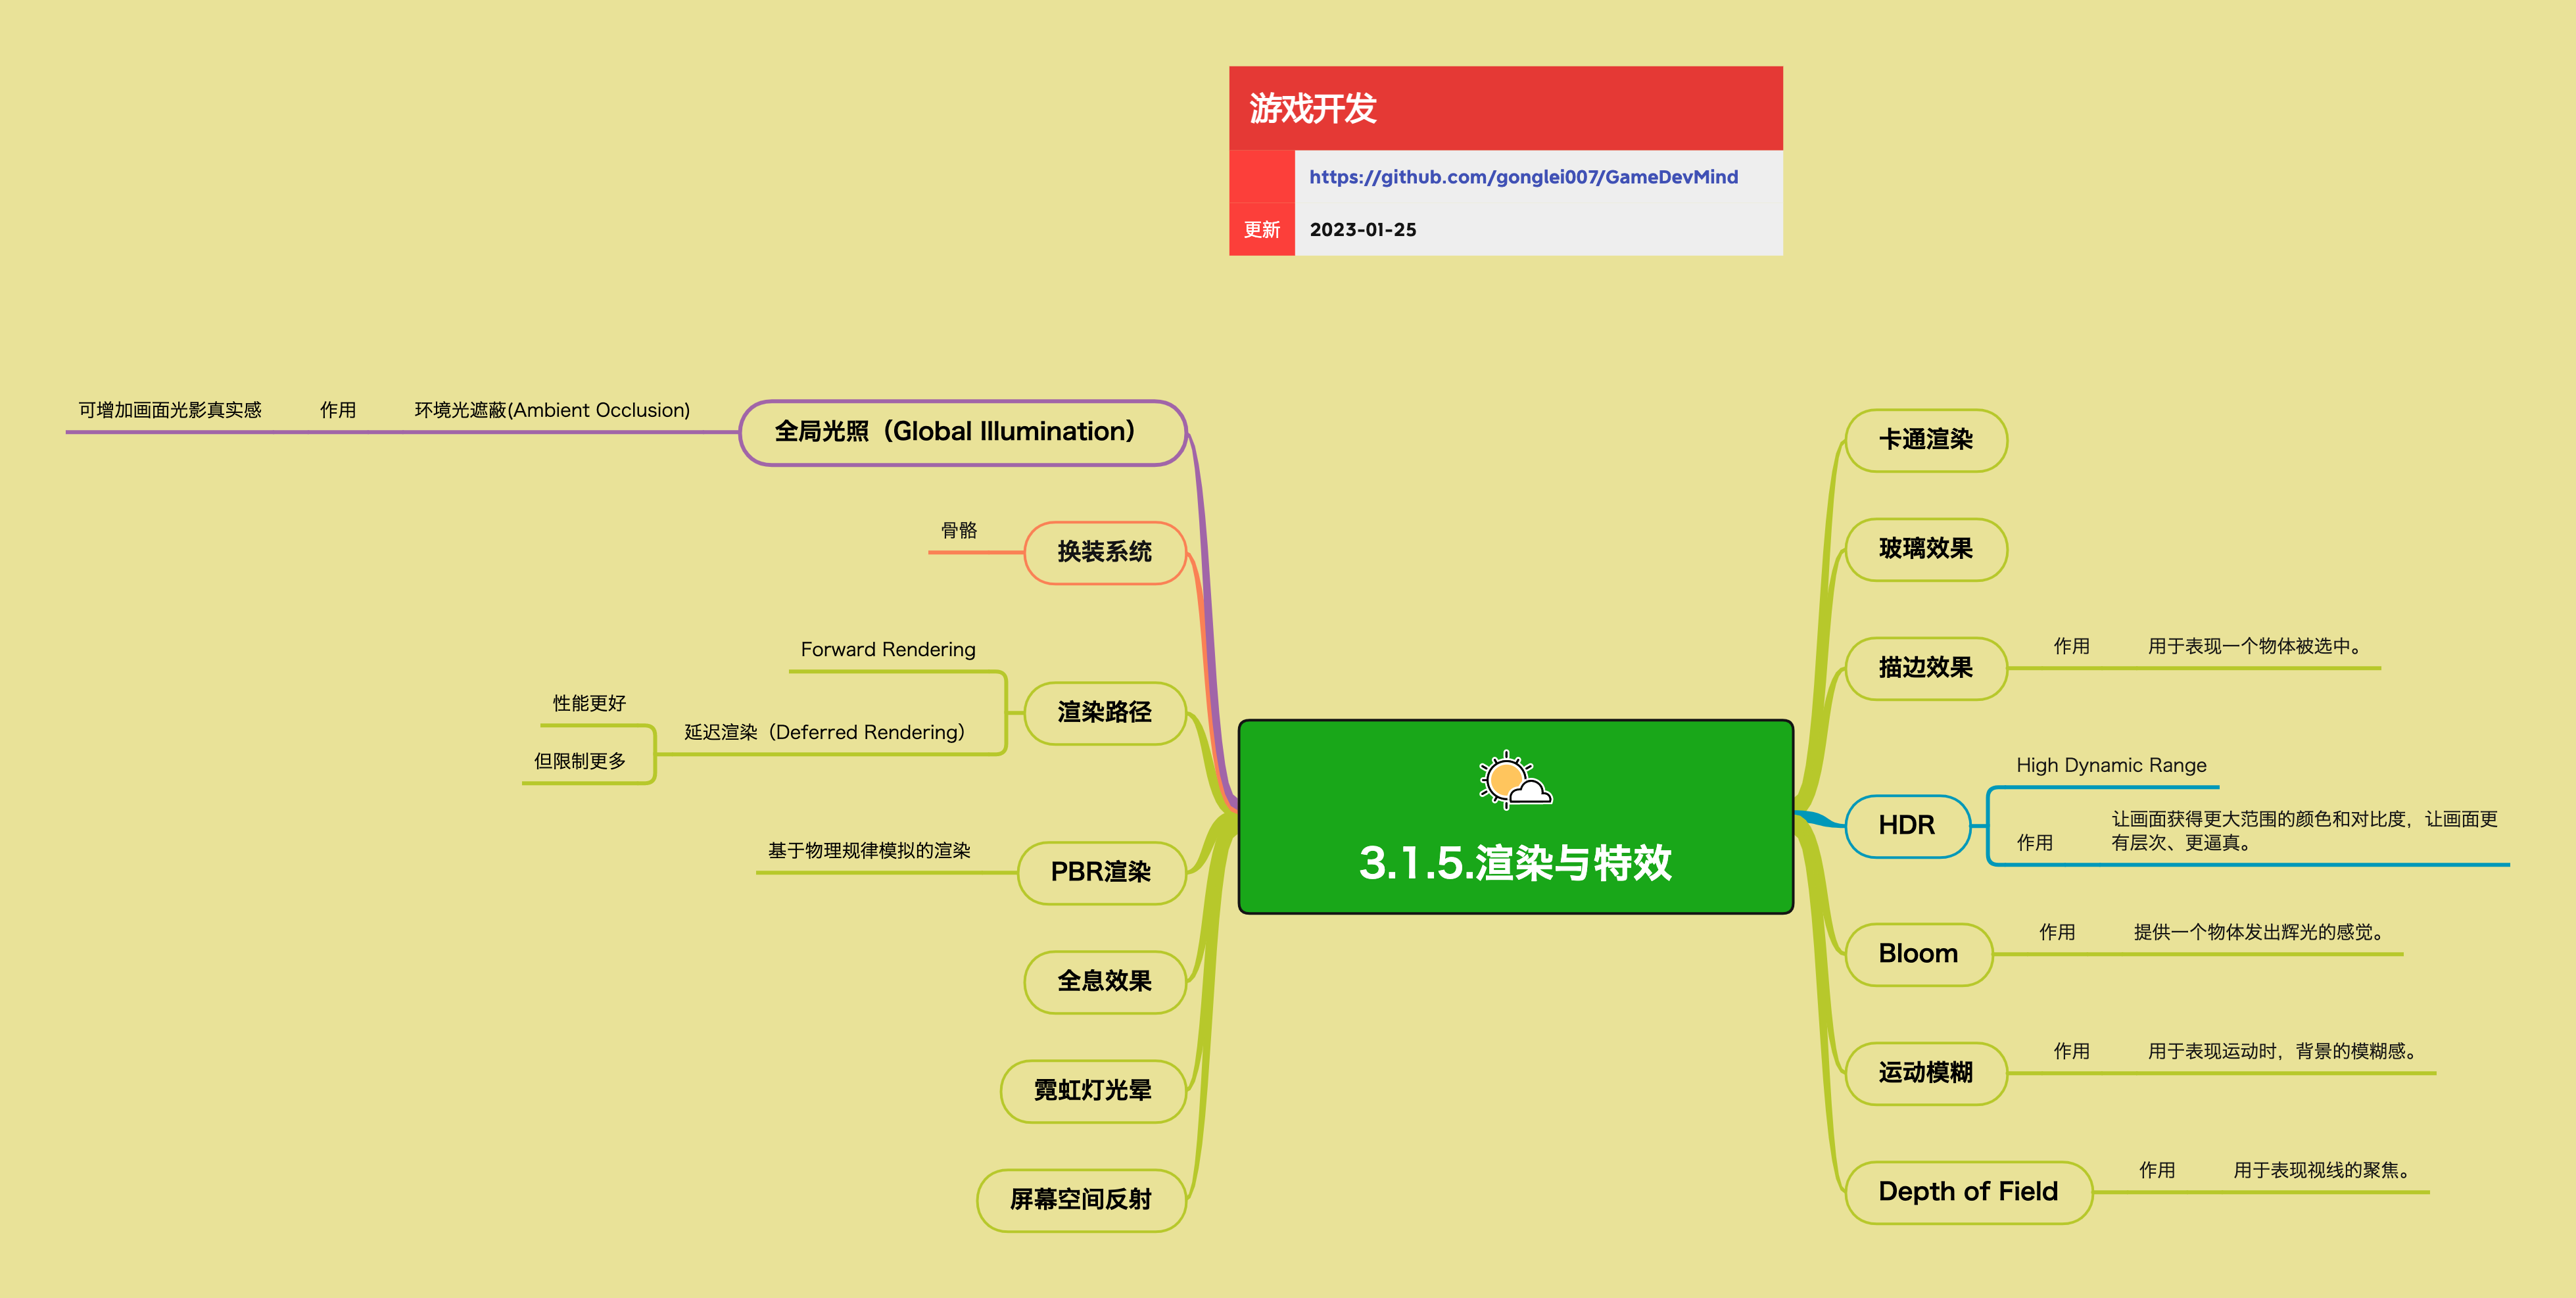 游戏开发
https://github.com/gonglei007/GameDevMind
更新 2023-01-25
3.1.5.渲染与特效
全局光照（Global Illumination）
环境光遮蔽(Ambient Occlusion)
作用
可增加画面光影真实感
换装系统
骨骼
渲染路径
Forward Rendering
延迟渲染（Deferred Rendering）
性能更好
但限制更多
PBR渲染
基于物理规律模拟的渲染
全息效果
霓虹灯光晕
屏幕空间反射
卡通渲染
玻璃效果
描边效果
作用
用于表现一个物体被选中。
HDR
High Dynamic Range
作用
让画面获得更大范围的颜色和对比度，让画面更
有层次、更逼真。
Bloom
作用
提供一个物体发出辉光的感觉。
运动模糊
作用
用于表现运动时，背景的模糊感。
Depth of Field
作用
用于表现视线的聚焦。